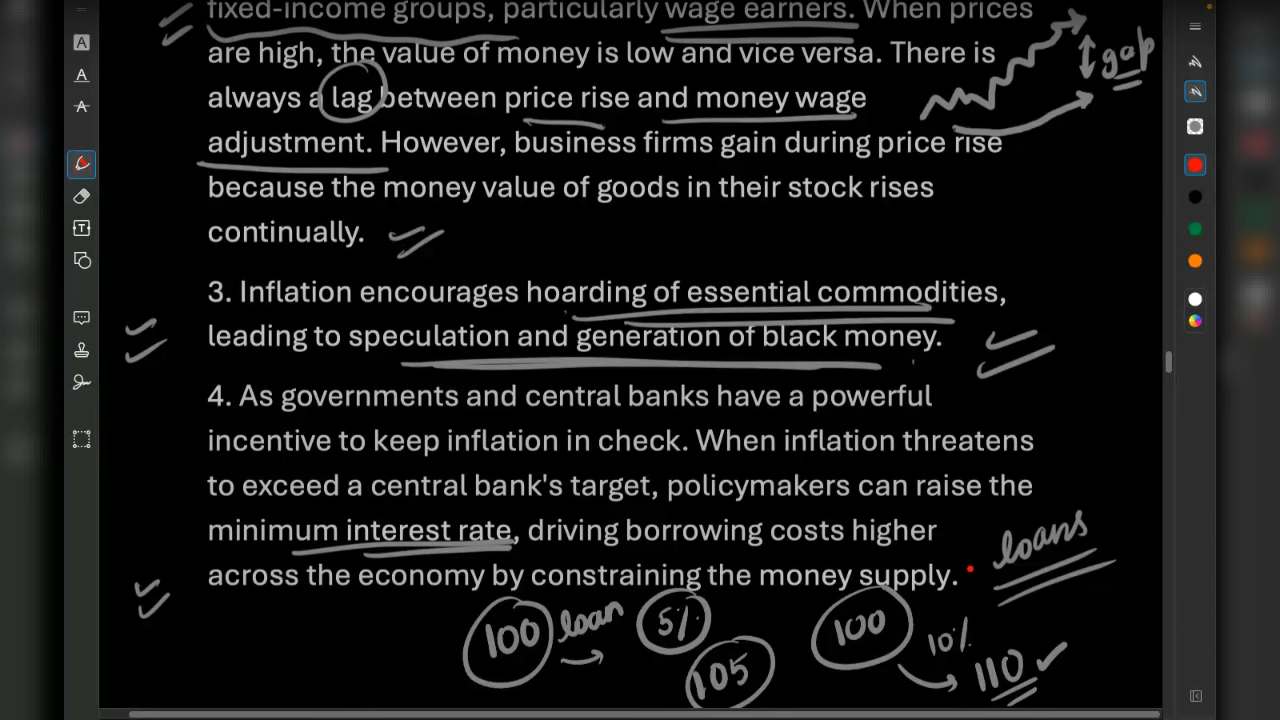 fixed-income groups, particularly wage earners. When prices
are high, the value of money is low and vice versa. There is
always a lag between price rise and money wage
adjustment. However, business firms gain during price rise
because the money value of goods in their stock rises
continually.
gap
3. Inflation encourages hoarding of essential commodities,
leading to speculation and generation of black money.
4. As governments and central banks have a powerful
incentive to keep inflation in check. When inflation threatens
to exceed a central bank's target, policymakers can raise the
minimum interest rate, driving borrowing costs higher
across the economy by constraining the money supply.
loans
100 loan 5% 100 10%
105 110